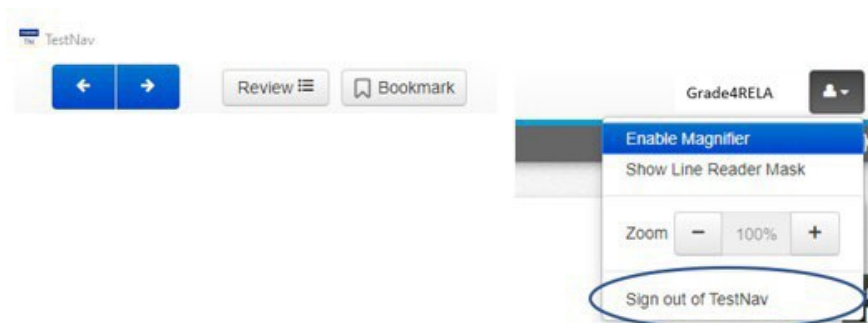 TestNav
Review Bookmark
Grade4RELA
Enable Magnifier
Show Line Reader Mask
Zoom - 100% +
Sign out of TestNav